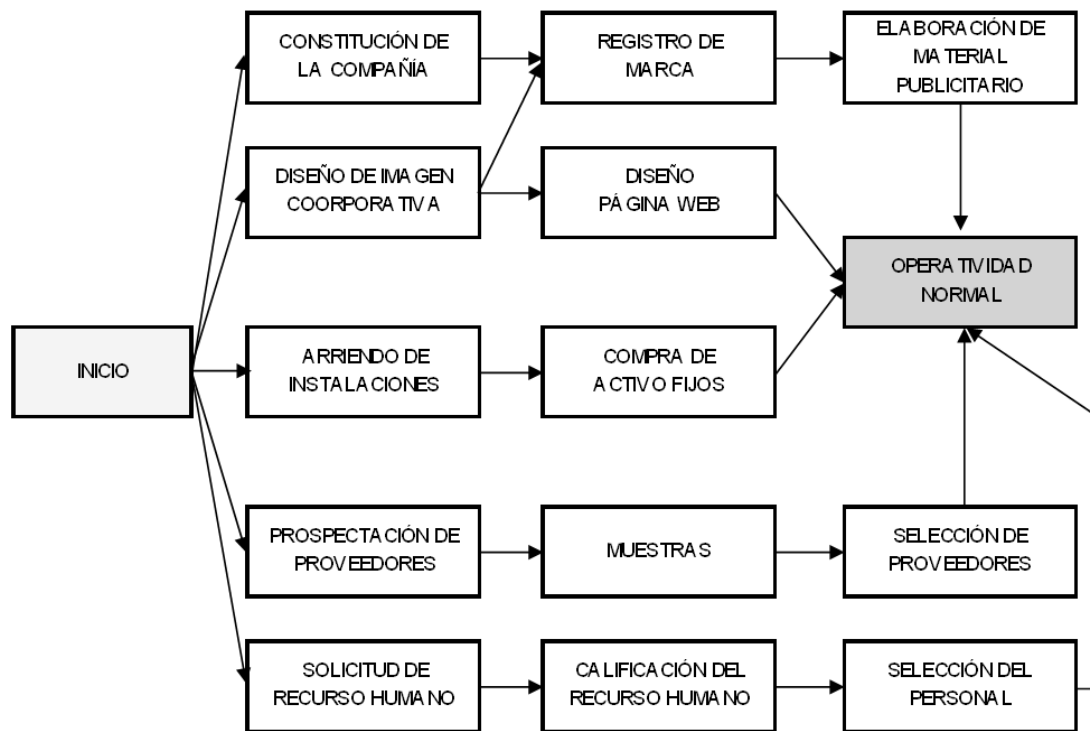 CONSTITUCIÓN DE
LA COMPAÑÍA
REGISTRO DE
MARCA
ELABORACIÓN DE
MATERIAL
PUBLICITARIO
DISEÑO DE IMAGEN
COORPORATIVA
DISEÑO
PÁGINA WEB
OPERATIVIDAD
NORMAL
INICIO
ARRIENDO DE
INSTALACIONES
COMPRA DE
ACTIVO FIJOS
PROSPECTACIÓN DE
PROVEEDORES
MUESTRAS
SELECCIÓN DE
PROVEEDORES
SOLICITUD DE
RECURSO HUMANO
CALIFICACIÓN DEL
RECURSO HUMANO
SELECCIÓN DEL
PERSONAL